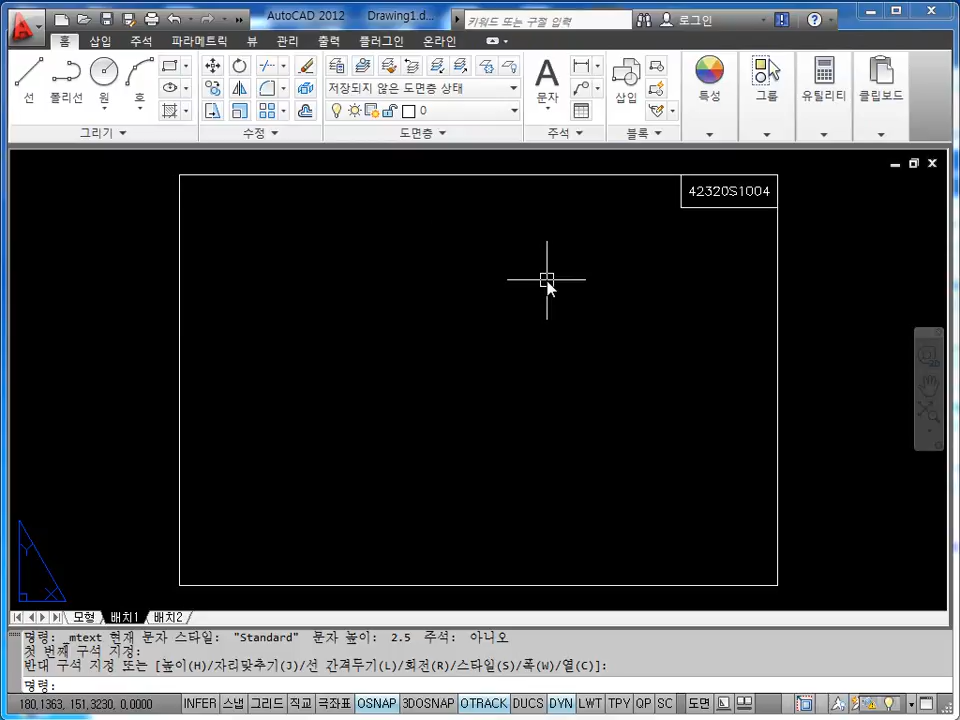 AutoCAD 2012 Drawing1.d... 키워드 또는 구절 입력 로그인
홈 삽입 주석 파라메트릭 뷰 관리 출력 플러그인 온라인
선 폴리선 원 호
저장되지 않은 도면층 상태
0
문자 삽입 특성 그룹 유틸리티 클립보드
그리기 수정 도면층 주석 블록
42320S1004
Y
X
모형 배치1 배치2
명령: _mtext 현재 문자 스타일: "Standard" 문자 높이: 2.5 주석: 아니오
첫 번째 구석 지정:
반대 구석 지정 또는 [높이(H)/자리맞추기(J)/선 간격두기(L)/회전(R)/스타일(S)/폭(W)/열(C)]:
명령:
180,1363, 151,3230, 0,0000 INFER 스냅 그리드 직교 극좌표 OSNAP 3DOSNAP OTRACK DUCS DYN LWT TPY QP SC 도면